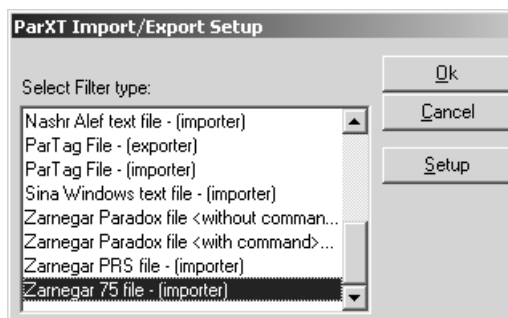 ParXT Import/Export Setup
Select Filter type:
Nashr Alef text file - (importer)
ParTag File - (exporter)
ParTag File - (importer)
Sina Windows text file - (importer)
Zarnegar Paradox file <without comman...
Zarnegar Paradox file <with command>...
Zarnegar PRS file - (importer)
Zarnegar 75 file - (importer)
Ok
Cancel
Setup